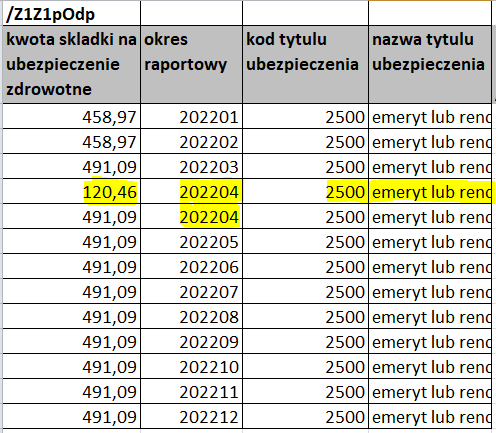 /Z1Z1pOdp
kwota skladki na ubezpieczenie zdrowotne okres raportowy kod tytulu ubezpieczenia nazwa tytulu ubezpieczenia
458,97 202201 2500 emeryt lub renc
458,97 202202 2500 emeryt lub renc
491,09 202203 2500 emeryt lub renc
120,46 202204 2500 emeryt lub renc
491,09 202204 2500 emeryt lub renc
491,09 202205 2500 emeryt lub renc
491,09 202206 2500 emeryt lub renc
491,09 202207 2500 emeryt lub renc
491,09 202208 2500 emeryt lub renc
491,09 202209 2500 emeryt lub renc
491,09 202210 2500 emeryt lub renc
491,09 202211 2500 emeryt lub renc
491,09 202212 2500 emeryt lub renc